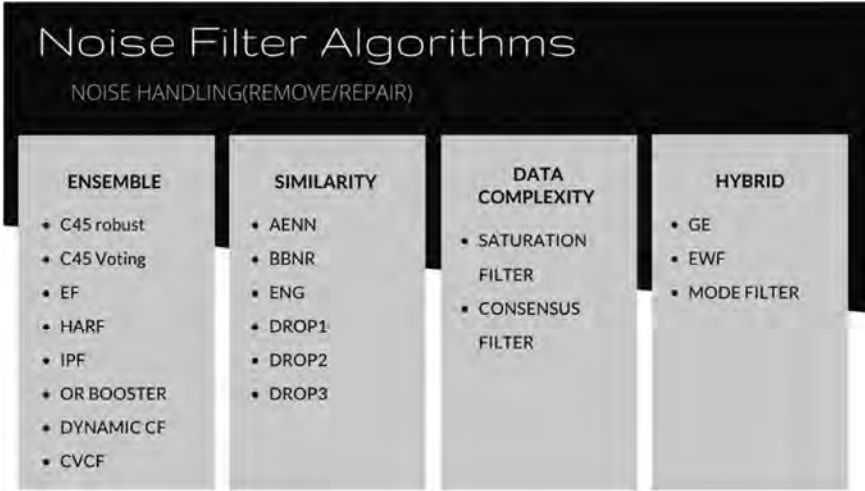 Noise Filter Algorithms
NOISE HANDLING(REMOVE/REPAIR)
ENSEMBLE
• C45 robust
• C45 Voting
• EF
• HARF
• IPF
• OR BOOSTER
• DYNAMIC CF
• CVCF
SIMILARITY
• AENN
• BBNR
• ENG
• DROP1
• DROP2
• DROP3
DATA
COMPLEXITY
• SATURATION
FILTER
• CONSENSUS
FILTER
HYBRID
• GE
• EWF
• MODE FILTER